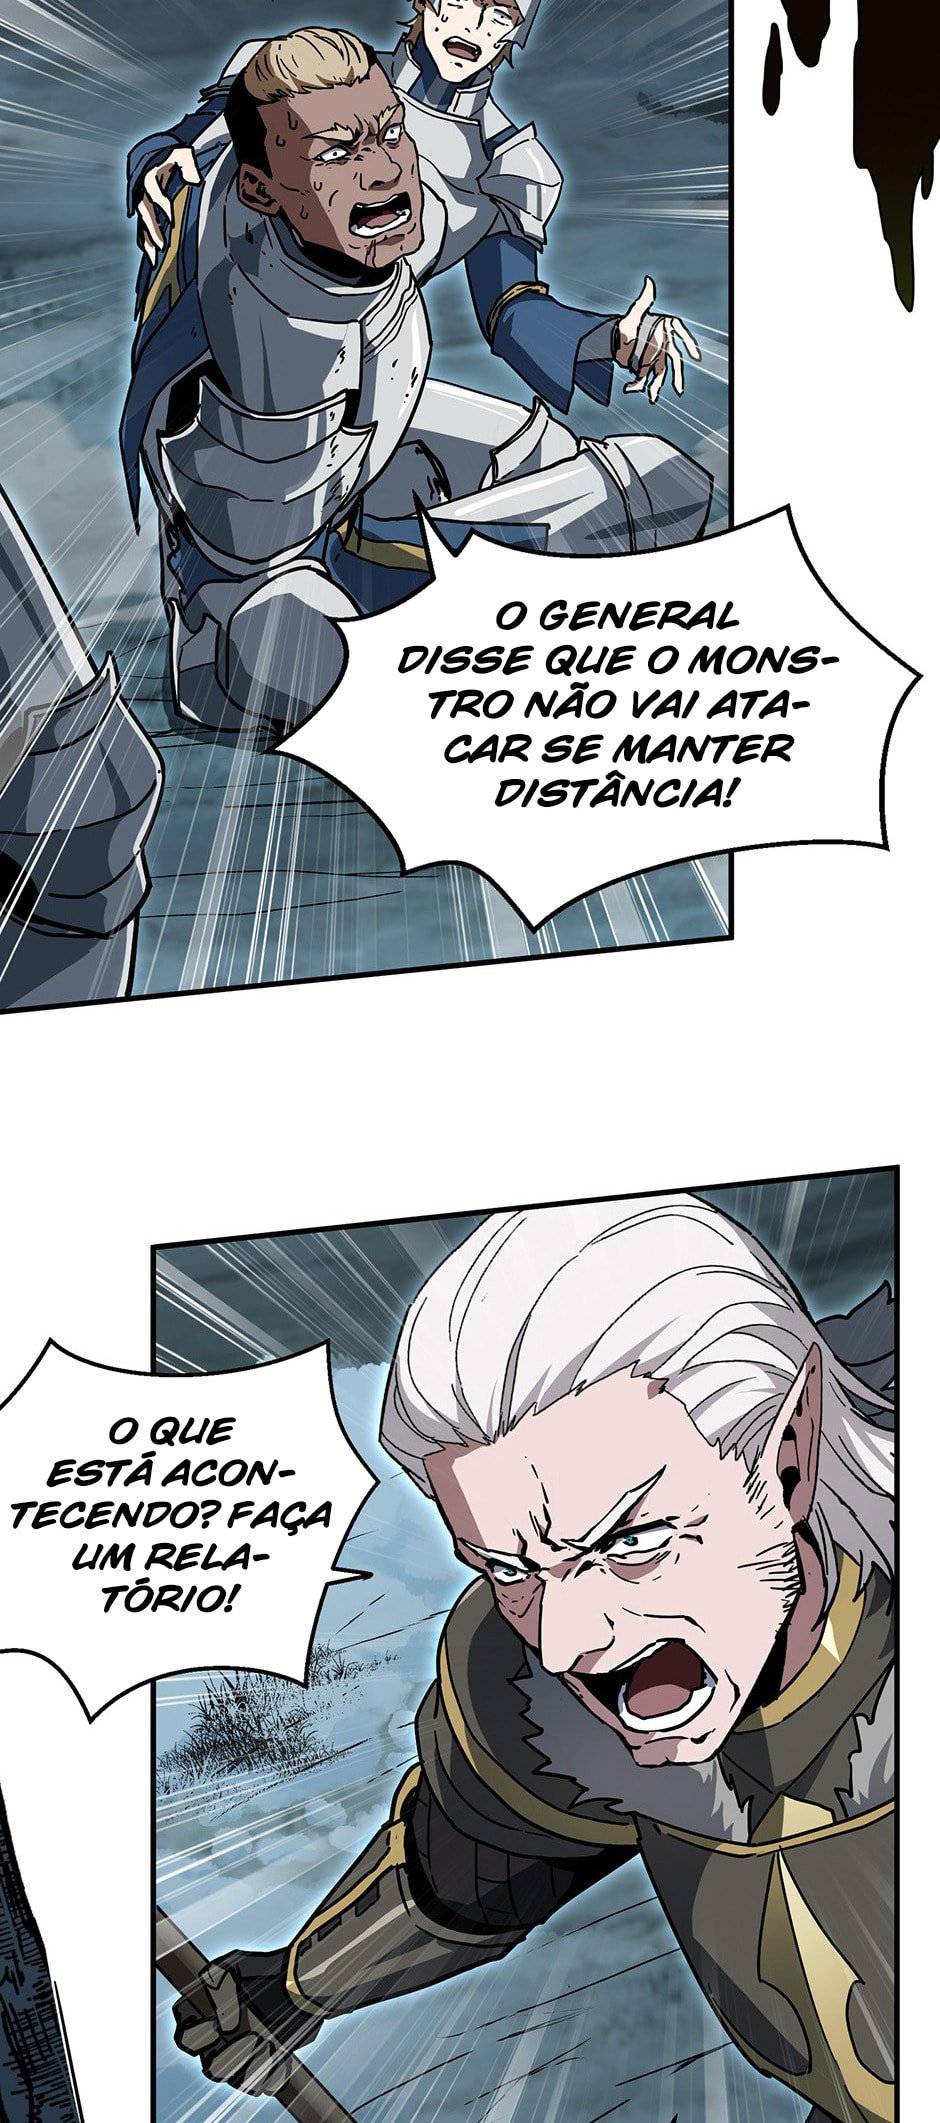 O GENERAL
DISSE QUE O MONS-
TRO NÃO VAI ATA-
CAR SE MANTER
DISTÂNCIA!
O QUE
ESTÁ ACON-
TECENDO? FAÇA
UM RELA-
TÓRIO!